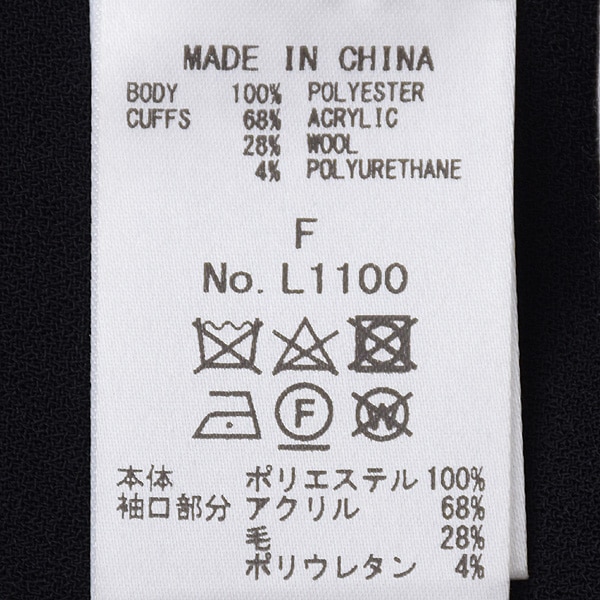 MADE IN CHINA
BODY 100% POLYESTER
CUFFS 68% ACRYLIC
28% WOOL
4% POLYURETHANE
F
No. L1100
F W
本体 ポリエステル 100%
袖口部分 アクリル 68%
毛 28%
ポリウレタン 4%